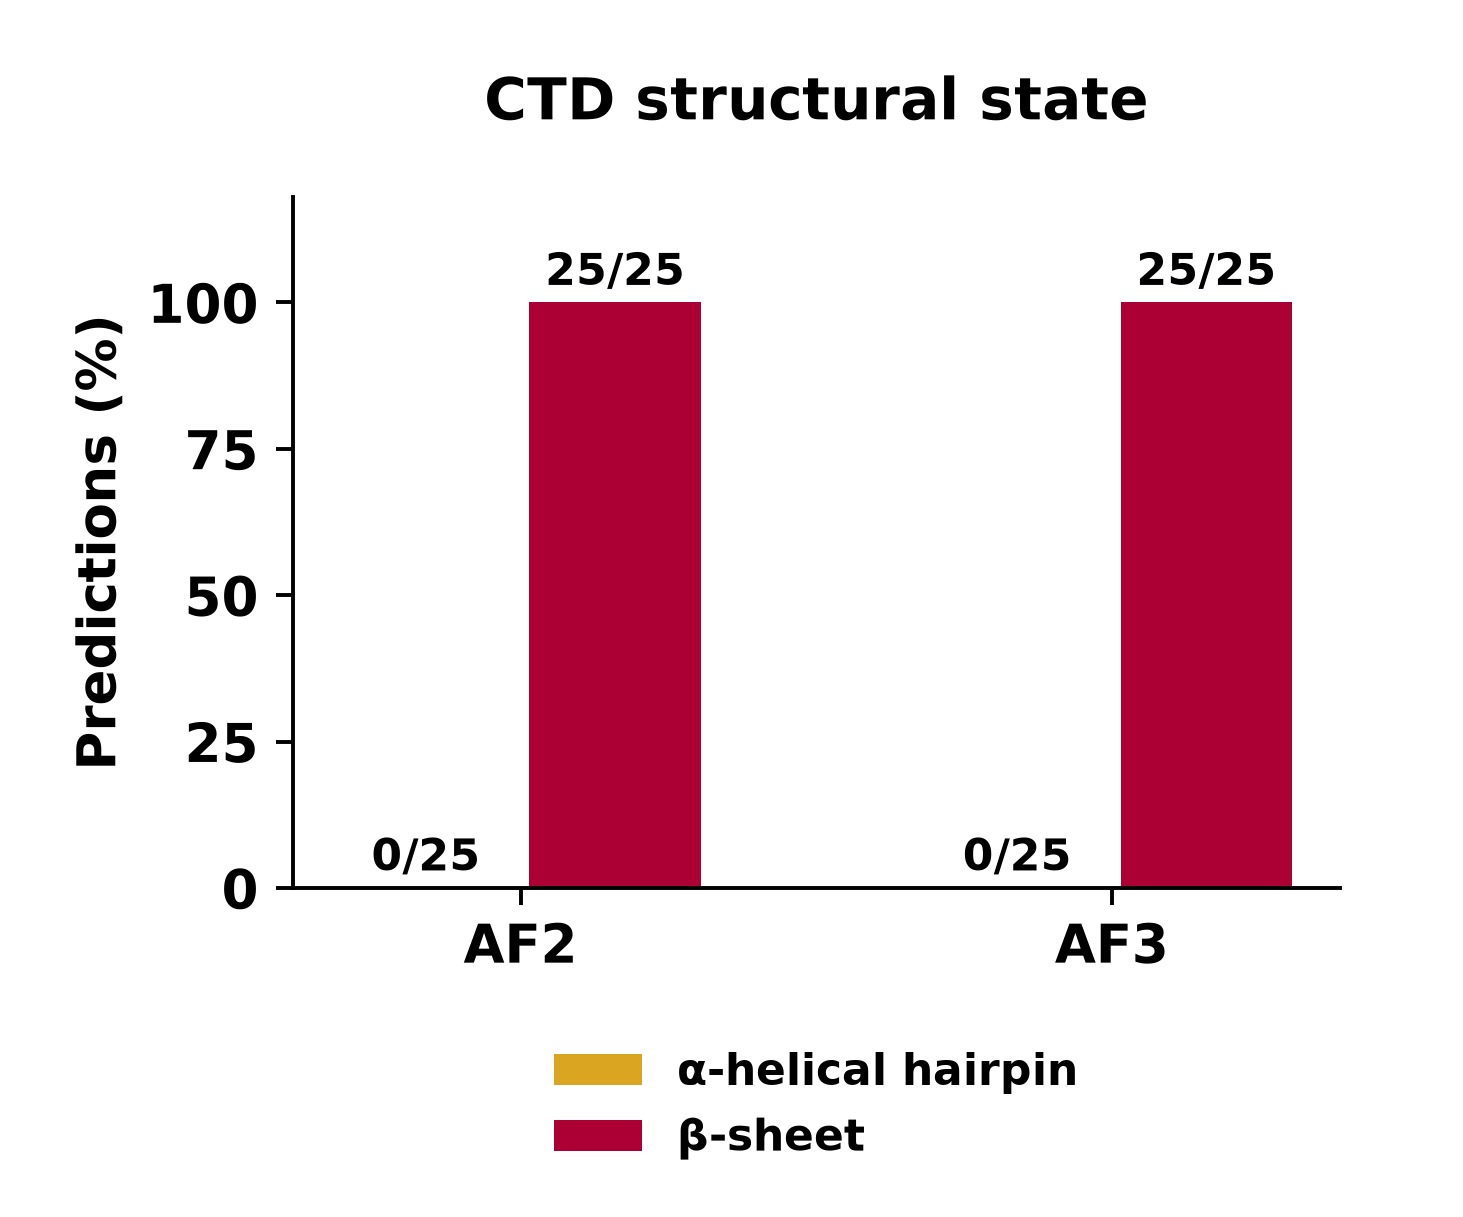 CTD structural state
Predictions (%)
100
75
50
25
0
25/25
25/25
0/25
0/25
AF2
AF3
α-helical hairpin
β-sheet